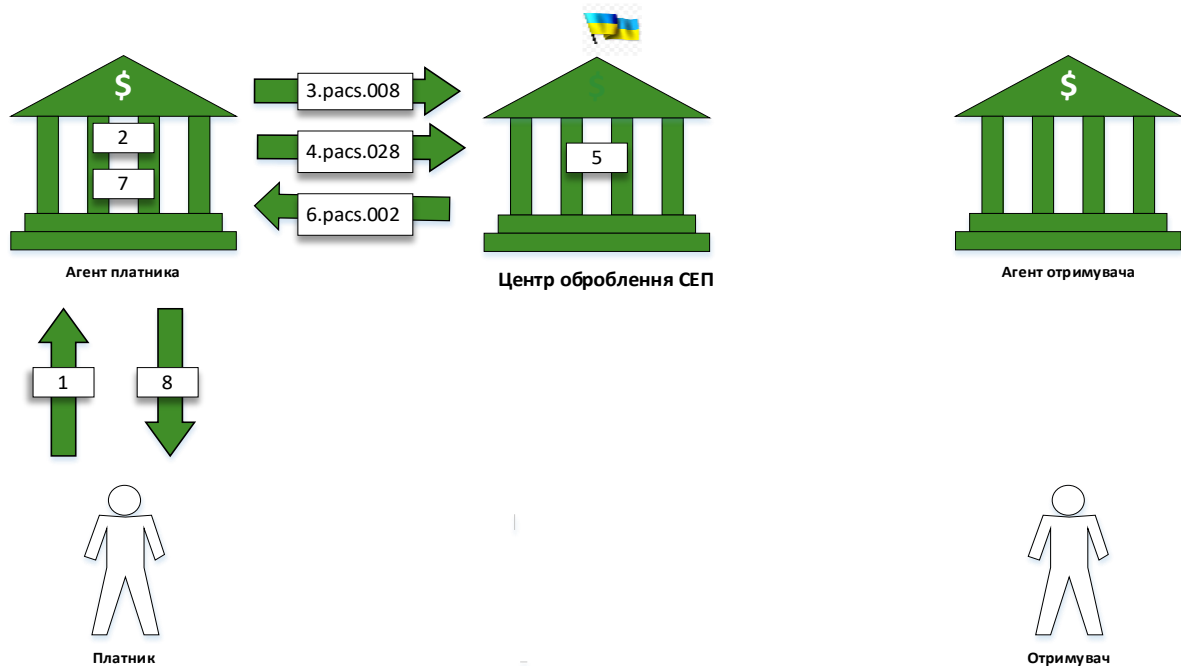 $
$
$
2
7
3.pacs.008
4.pacs.028
6.pacs.002
5
Агент платника
Центр оброблення СЕП
Агент отримувача
1
8
Платник
Отримувач